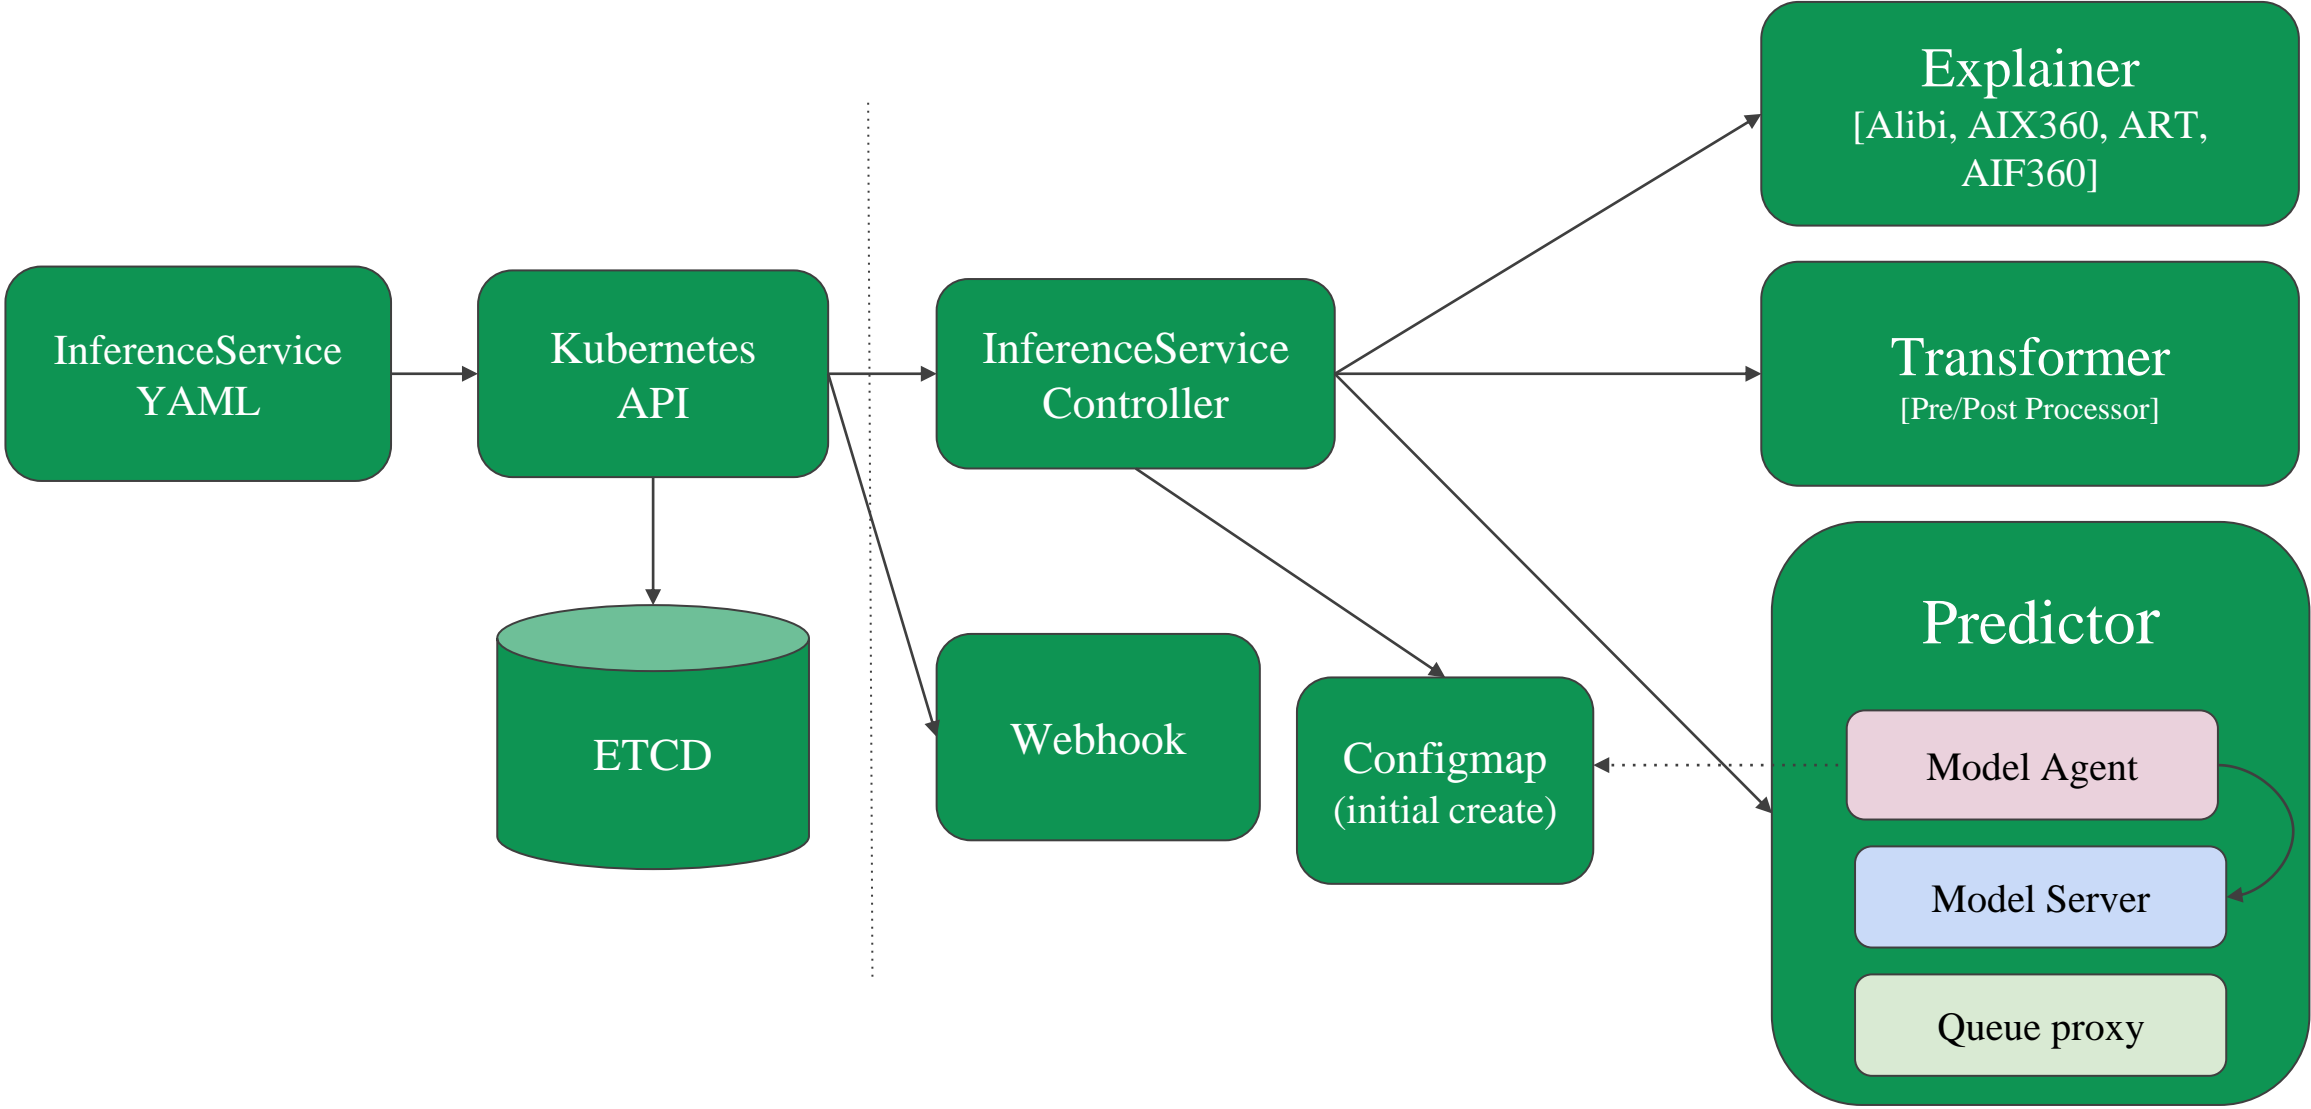 InferenceService
YAML
Kubernetes
API
ETCD
InferenceService
Controller
Webhook
Configmap
(initial create)
Explainer
[Alibi, AIX360, ART,
AIF360]
Transformer
[Pre/Post Processor]
Predictor
Model Agent
Model Server
Queue proxy